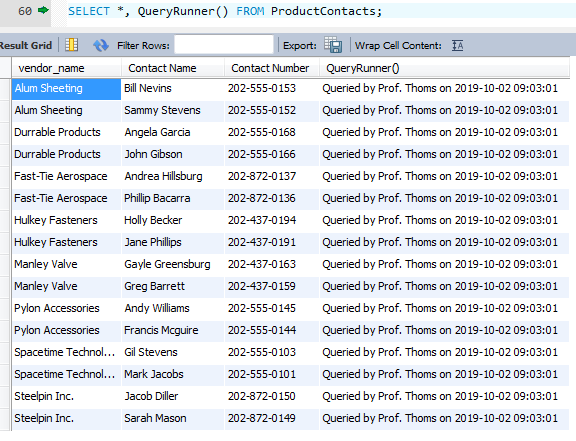 60 SELECT *, QueryRunner() FROM ProductContacts;
Result Grid Filter Rows: Export: Wrap Cell Content: IA
vendor_name Contact Name Contact Number QueryRunner()
Alum Sheeting Bill Nevins 202-555-0153 Queried by Prof. Thoms on 2019-10-02 09:03:01
Alum Sheeting Sammy Stevens 202-555-0152 Queried by Prof. Thoms on 2019-10-02 09:03:01
Durrable Products Angela Garcia 202-555-0168 Queried by Prof. Thoms on 2019-10-02 09:03:01
Durrable Products John Gibson 202-555-0166 Queried by Prof. Thoms on 2019-10-02 09:03:01
Fast-Tie Aerospace Andrea Hillsburg 202-872-0137 Queried by Prof. Thoms on 2019-10-02 09:03:01
Fast-Tie Aerospace Phillip Bacarra 202-872-0136 Queried by Prof. Thoms on 2019-10-02 09:03:01
Hulkey Fasteners Holly Becker 202-437-0194 Queried by Prof. Thoms on 2019-10-02 09:03:01
Hulkey Fasteners Jane Phillips 202-437-0191 Queried by Prof. Thoms on 2019-10-02 09:03:01
Manley Valve Gayle Greensburg 202-437-0163 Queried by Prof. Thoms on 2019-10-02 09:03:01
Manley Valve Greg Barrett 202-437-0159 Queried by Prof. Thoms on 2019-10-02 09:03:01
Pylon Accessories Andy Williams 202-555-0145 Queried by Prof. Thoms on 2019-10-02 09:03:01
Pylon Accessories Francis Mcguire 202-555-0144 Queried by Prof. Thoms on 2019-10-02 09:03:01
Spacetime Technol... Gil Stevens 202-555-0103 Queried by Prof. Thoms on 2019-10-02 09:03:01
Spacetime Technol... Mark Jacobs 202-555-0101 Queried by Prof. Thoms on 2019-10-02 09:03:01
Steelpin Inc. Jacob Diller 202-872-0150 Queried by Prof. Thoms on 2019-10-02 09:03:01
Steelpin Inc. Sarah Mason 202-872-0149 Queried by Prof. Thoms on 2019-10-02 09:03:01